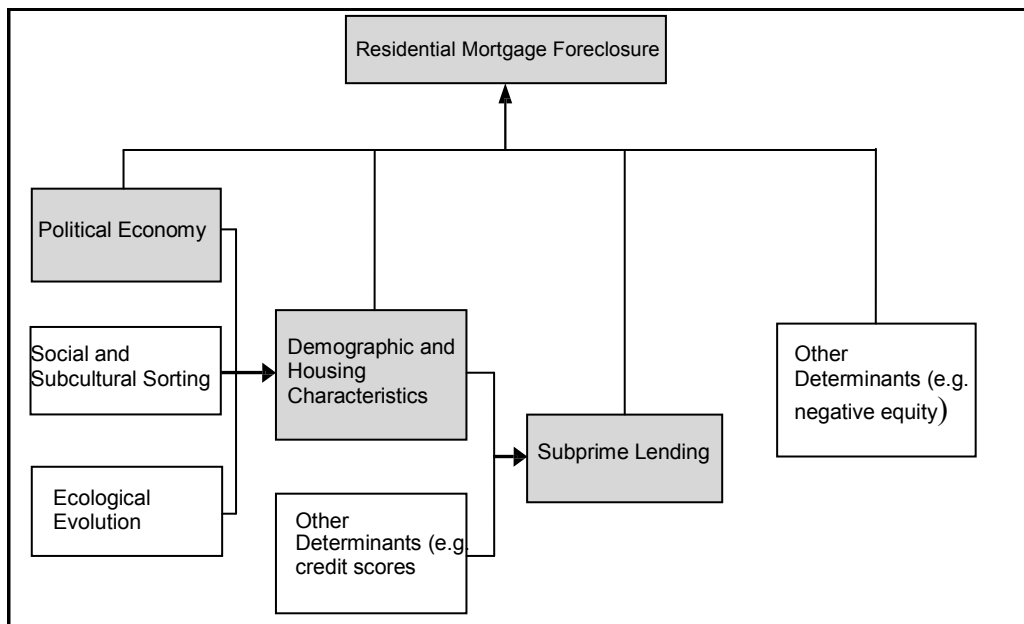 Residential Mortgage Foreclosure
Political Economy
Social and
Subcultural Sorting
Ecological
Evolution
Demographic and
Housing
Characteristics
Other
Determinants (e.g.
credit scores
Subprime Lending
Other
Determinants (e.g.
negative equity)